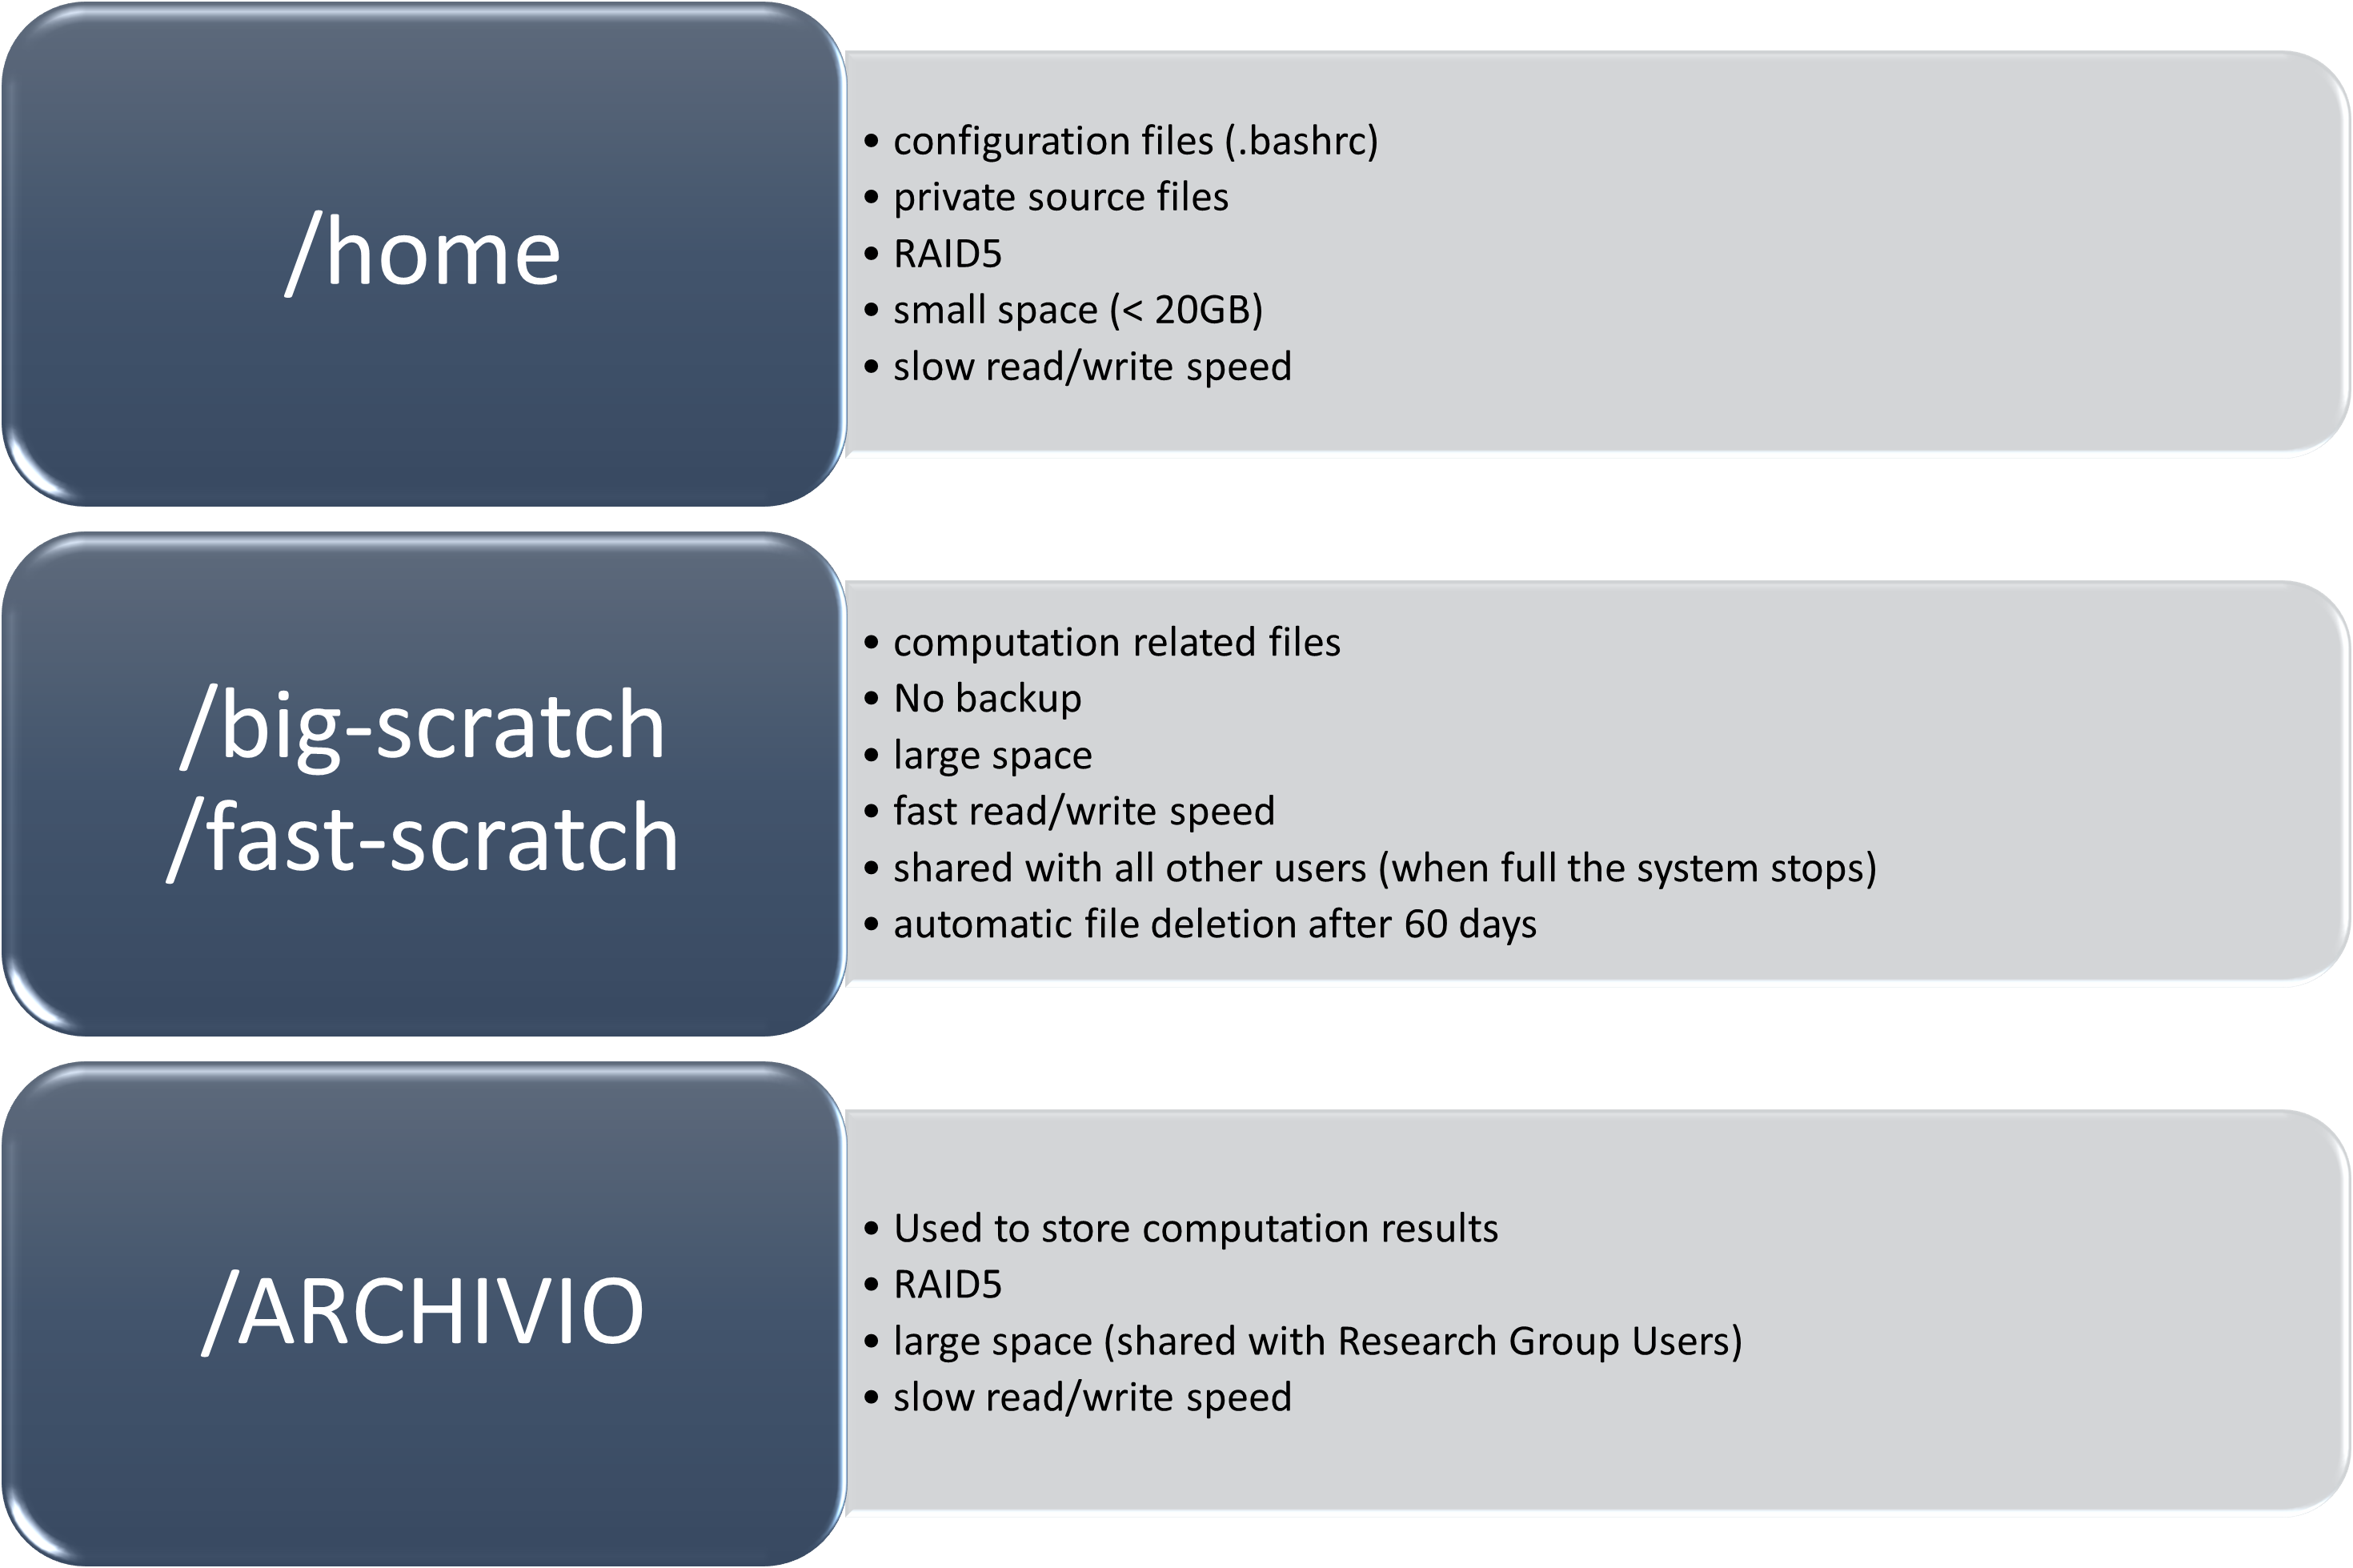 /home
• configuration files (.bashrc)
• private source files
• RAID5
• small space (< 20GB)
• slow read/write speed
/big-scratch
/fast-scratch
• computation related files
• No backup
• large space
• fast read/write speed
• shared with all other users (when full the system stops)
• automatic file deletion after 60 days
/ARCHIVIO
• Used to store computation results
• RAID5
• large space (shared with Research Group Users)
• slow read/write speed